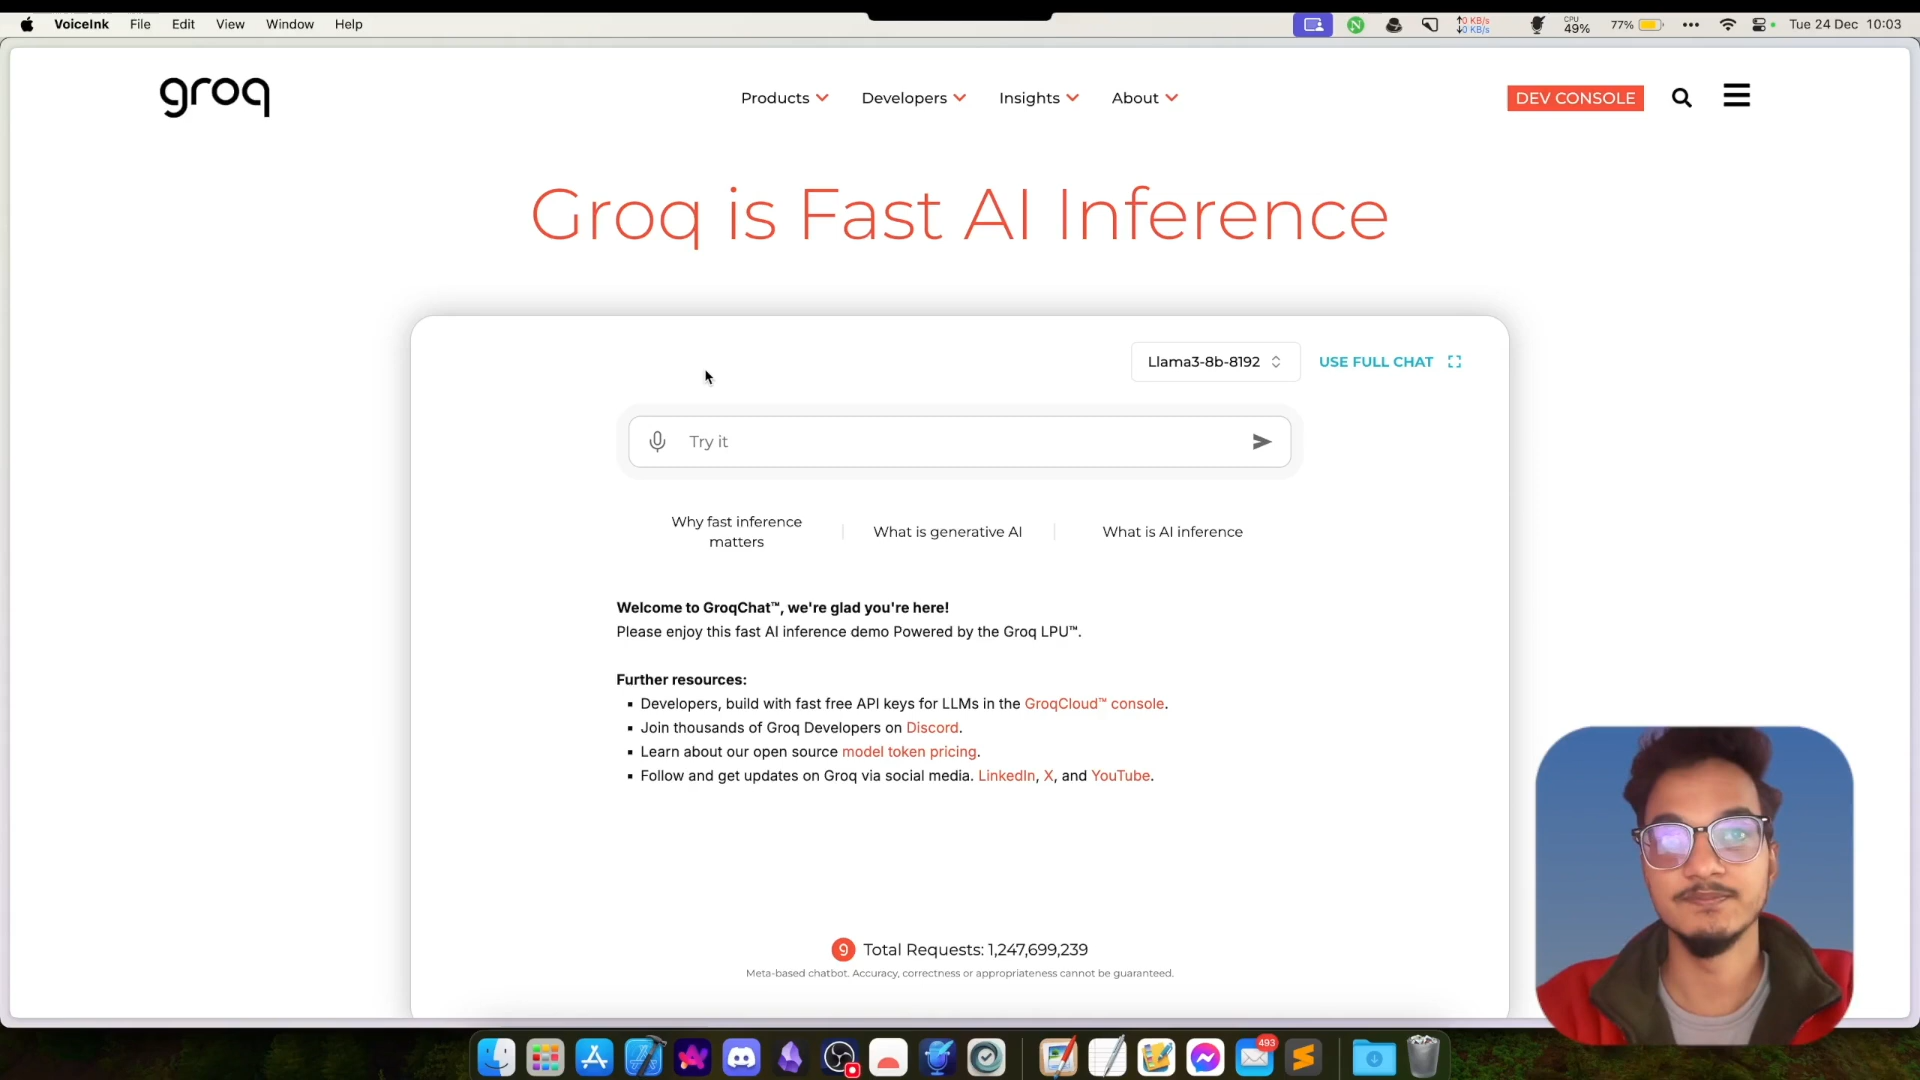 VoiceInk File Edit View Window Help
0 KB/s
0 KB/s
CPU
49%
77%
Tue 24 Dec 10:03
groq
Products
Developers
Insights
About
DEV CONSOLE
Groq is Fast AI Inference
Llama3-8b-8192
USE FULL CHAT
Try it
Why fast inference
matters
What is generative AI
What is AI inference
Welcome to GroqChat™, we're glad you're here!
Please enjoy this fast AI inference demo Powered by the Groq LPU™.
Further resources:
▪ Developers, build with fast free API keys for LLMs in the GroqCloud™ console.
▪ Join thousands of Groq Developers on Discord.
▪ Learn about our open source model token pricing.
▪ Follow and get updates on Groq via social media. LinkedIn, X, and YouTube.
Total Requests: 1,247,699,239
Meta-based chatbot. Accuracy, correctness or appropriateness cannot be guaranteed.
493